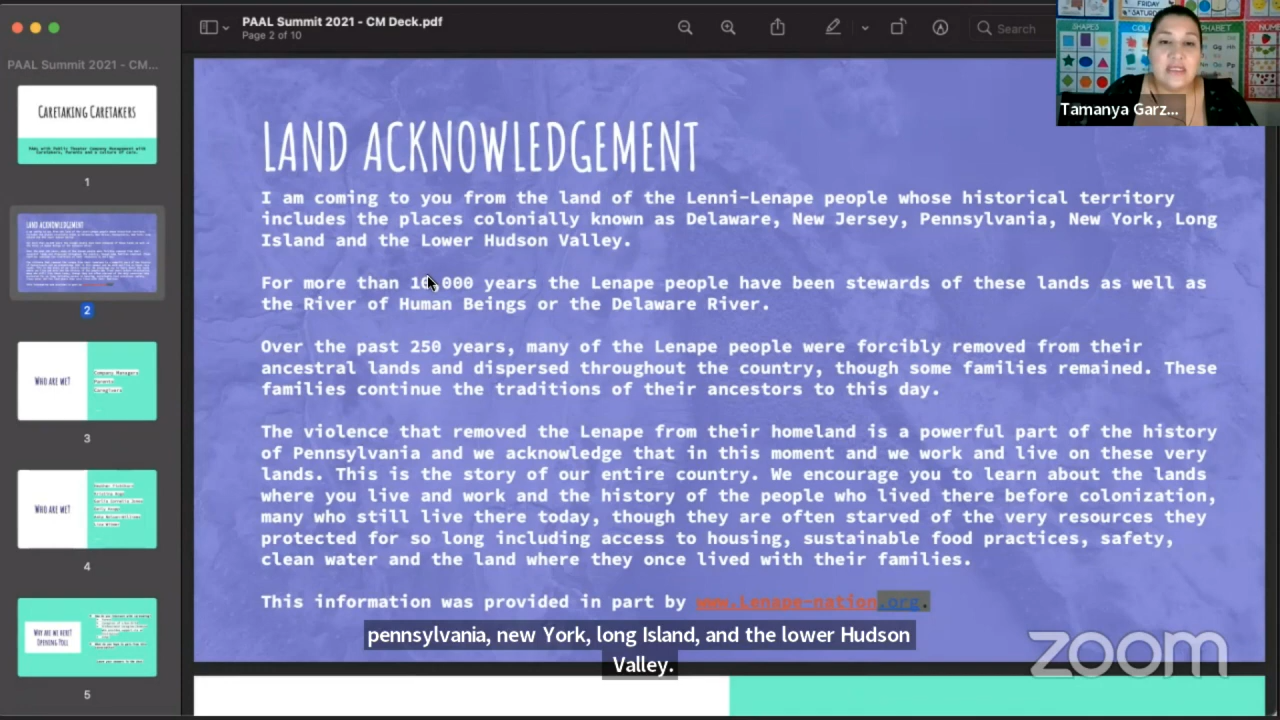 PAAL Summit 2021 - CM Deck.pdf
Page 2 of 10
Search
PAAL Summit 2021 - CM...
CARETAKING CARETAKERS
1
LAND ACKNOWLEDGEMENT
2
WHO ARE WE?
Company Managers
Parents
Caregivers
3
WHO ARE WE?
4
WHY ARE WE HERE?
OPENING POLL
5
LAND ACKNOWLEDGEMENT
I am coming to you from the land of the Lenni-Lenape people whose historical territory
includes the places colonially known as Delaware, New Jersey, Pennsylvania, New York, Long
Island and the Lower Hudson Valley.
For more than 10,000 years the Lenape people have been stewards of these lands as well as
the River of Human Beings or the Delaware River.
Over the past 250 years, many of the Lenape people were forcibly removed from their
ancestral lands and dispersed throughout the country, though some families remained. These
families continue the traditions of their ancestors to this day.
The violence that removed the Lenape from their homeland is a powerful part of the history
of Pennsylvania and we acknowledge that in this moment and we work and live on these very
lands. This is the story of our entire country. We encourage you to learn about the lands
where you live and work and the history of the people who lived there before colonization,
many who still live there today, though they are often starved of the very resources they
protected for so long including access to housing, sustainable food practices, safety,
clean water and the land where they once lived with their families.
This information was provided in part by www.Lenape-nation.org.
pennsylvania, new York, long Island, and the lower Hudson
Valley.
Tamanya Garz...
FRIDAY
SHAPES
zoom